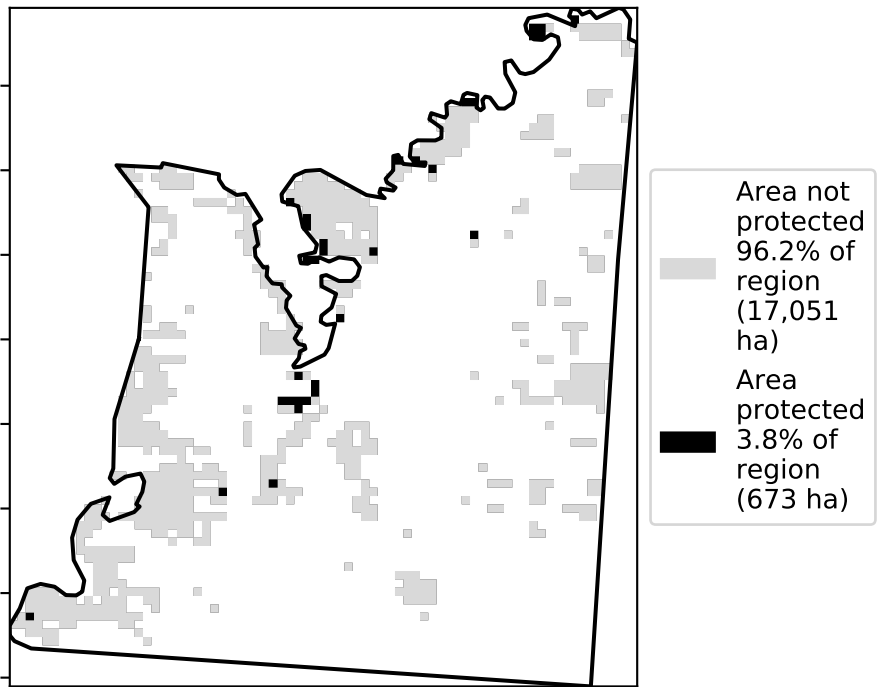 Area not
protected
96.2% of
region
(17,051
ha)
Area
protected
3.8% of
region
(673 ha)